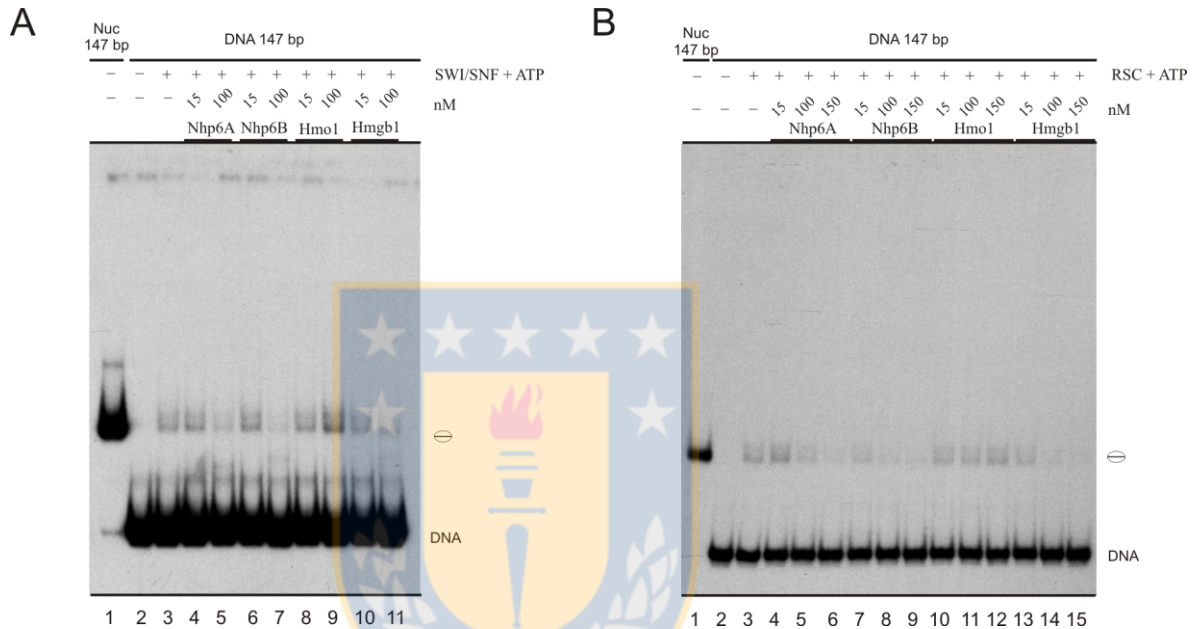 A
Nuc
147 bp
DNA 147 bp
– – + + + + + + + + + SWI/SNF + ATP
– – – 15 100 15 100 15 100 15 100 nM
Nhp6A Nhp6B Hmo1 Hmgb1
DNA
1 2 3 4 5 6 7 8 9 10 11
B
Nuc
147 bp
DNA 147 bp
– – + + + + + + + + + + + + + RSC + ATP
– – – 15 100 150 15 100 150 15 100 150 15 100 150 nM
Nhp6A Nhp6B Hmo1 Hmgb1
DNA
1 2 3 4 5 6 7 8 9 10 11 12 13 14 15